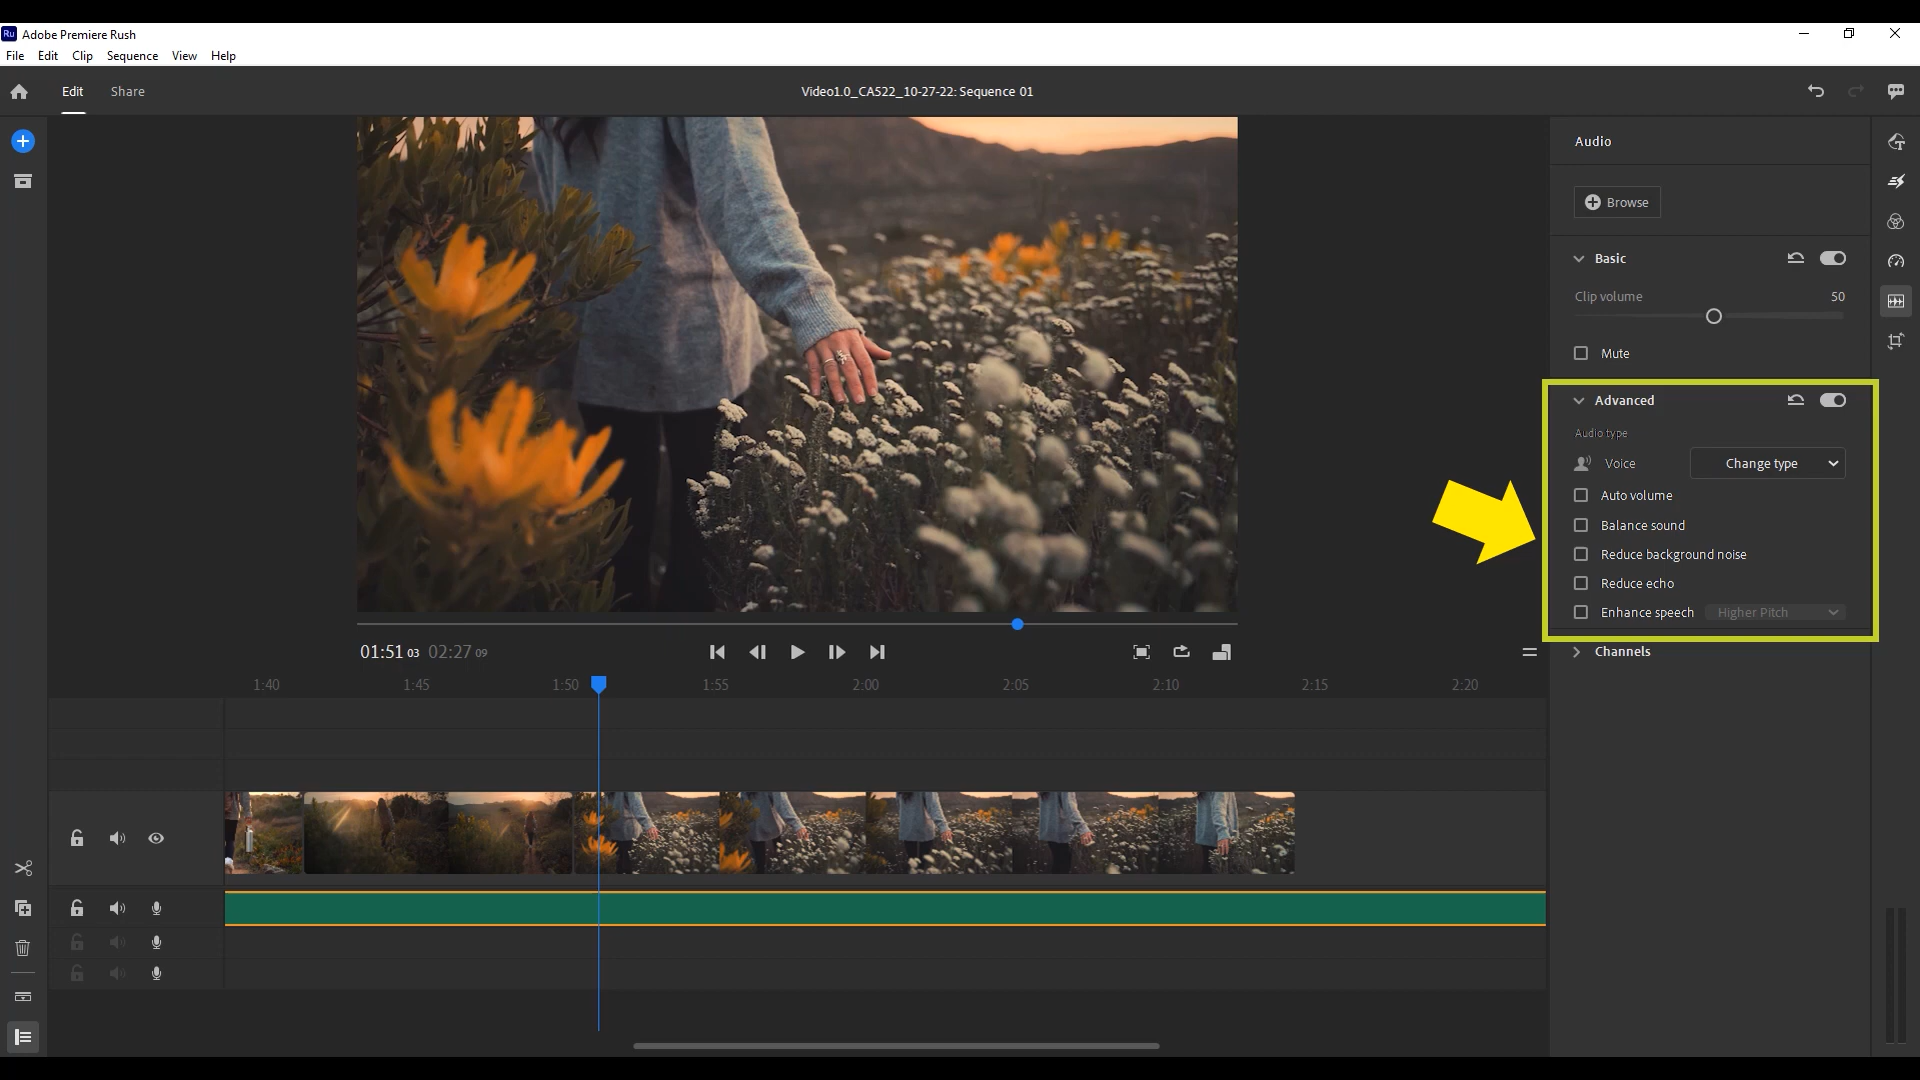 Ru Adobe Premiere Rush
File Edit Clip Sequence View Help
Edit Share Video1.0_CA522_10-27-22: Sequence 01
Audio
Browse
Basic
Clip volume 50
Mute
Advanced
Audio type
Voice Change type
Auto volume
Balance sound
Reduce background noise
Reduce echo
Enhance speech Higher Pitch
Channels
01:51 03 02:27 09
1:40 1:45 1:50 1:55 2:00 2:05 2:10 2:15 2:20